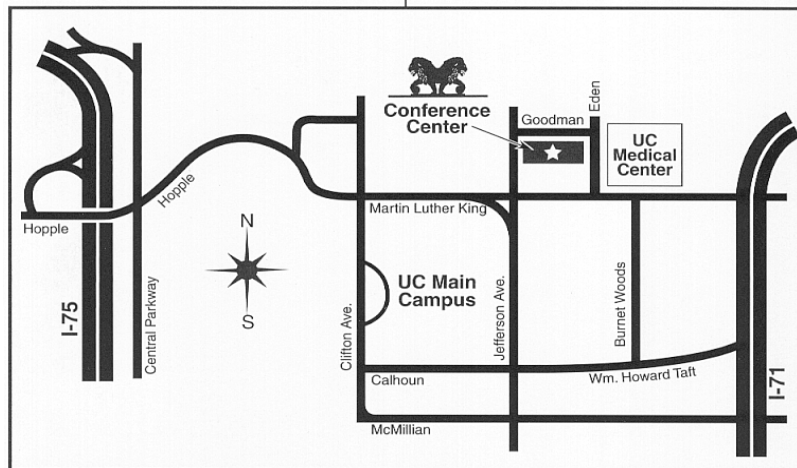 Conference
Center
Goodman
Eden
UC
Medical
Center
Hopple
Hopple
Martin Luther King
N
S
UC Main
Campus
I-75
Central Parkway
Clifton Ave.
Jefferson Ave.
Burnet Woods
I-71
Calhoun
Wm. Howard Taft
McMillian